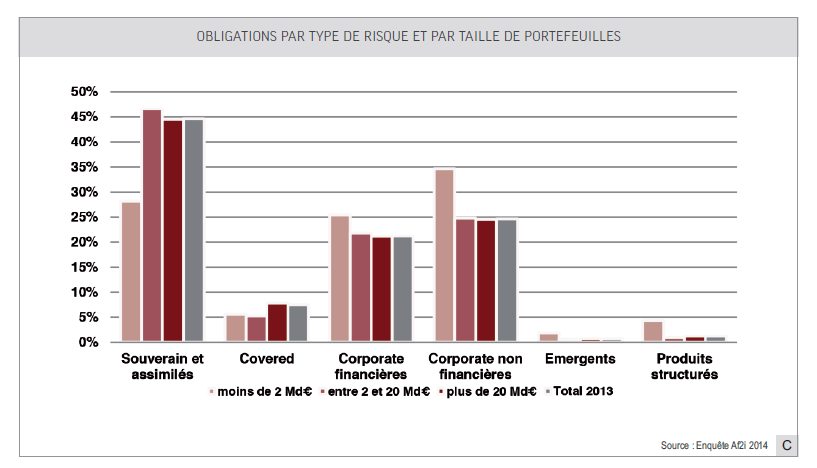 OBLIGATIONS PAR TYPE DE RISQUE ET PAR TAILLE DE PORTEFEUILLES
50%
45%
40%
35%
30%
25%
20%
15%
10%
5%
0%
Souverain et assimilés
Covered
Corporate financières
Corporate non financières
Emergents
Produits structurés
moins de 2 Md€ entre 2 et 20 Md€ plus de 20 Md€ Total 2013
Source : Enquête Af2i 2014 C